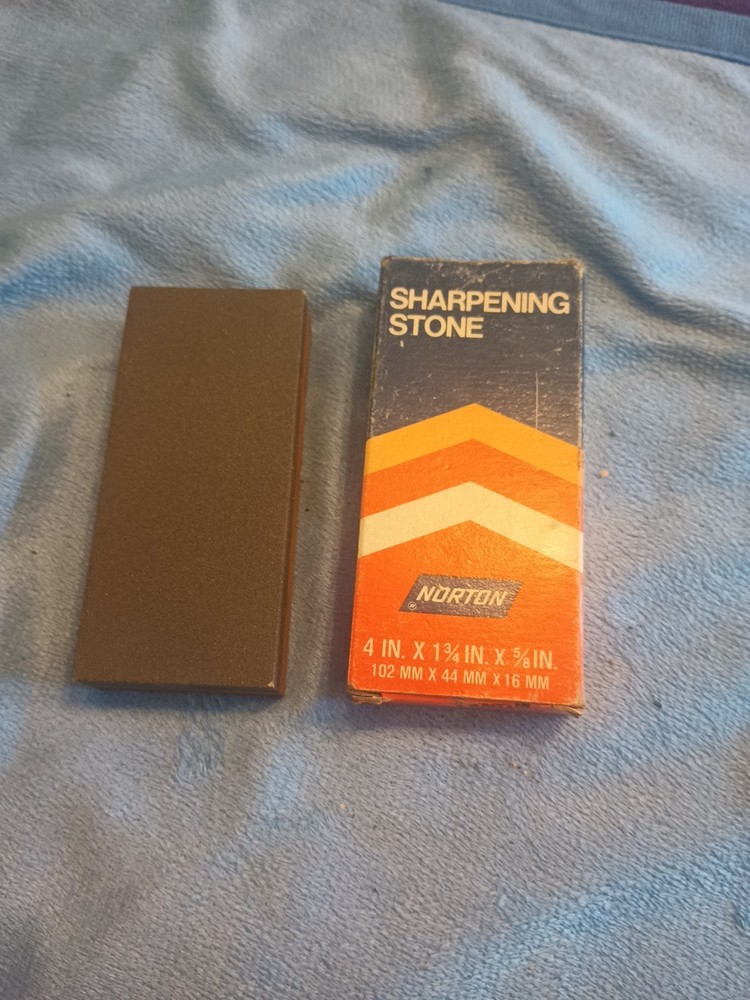 SHARPENING
STONE
NORTON
®
4 IN. X 1¾ IN. X ⅝ IN.
102 MM X 44 MM X 16 MM